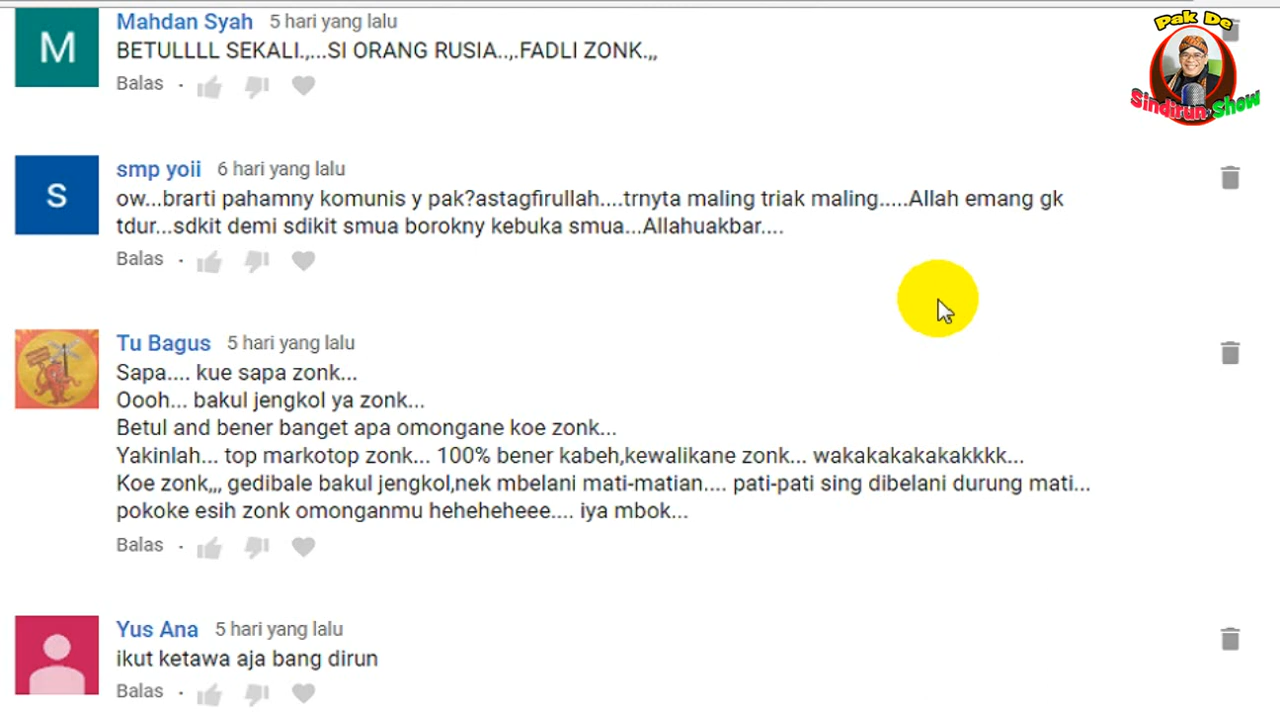 Mahdan Syah 5 hari yang lalu
BETULLLL SEKALI.,...SI ORANG RUSIA..,.FADLI ZONK.,,,
Balas
Pak De
Sindirun Show
M
smp yoii 6 hari yang lalu
ow...brarti pahamny komunis y pak?astagfirullah....trnyta maling triak maling.....Allah emang gk
tdur...sdkit demi sdikit smua borokny kebuka smua...Allahuakbar....
Balas
S
Tu Bagus 5 hari yang lalu
Sapa.... kue sapa zonk...
Oooh... bakul jengkol ya zonk...
Betul and bener banget apa omongane koe zonk...
Yakinlah... top markotop zonk... 100% bener kabeh,kewalikane zonk... wakakakakakakkkk...
Koe zonk,,, gedibale bakul jengkol,nek mbelani mati-matian.... pati-pati sing dibelani durung mati...
pokoke esih zonk omonganmu heheheheee.... iya mbok...
Balas
Yus Ana 5 hari yang lalu
ikut ketawa aja bang dirun
Balas